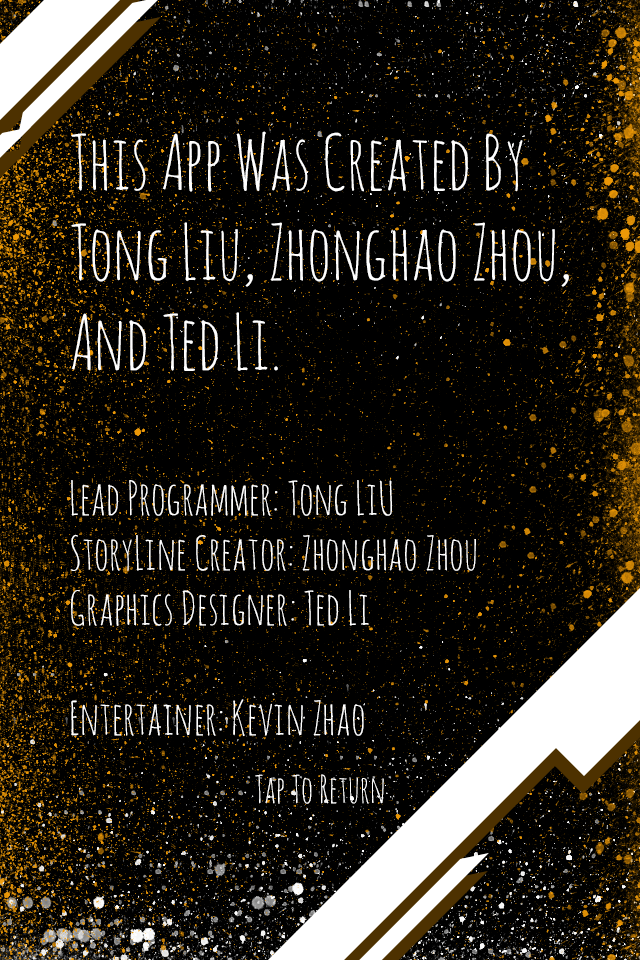 This App Was Created By
Tong Liu, Zhonghao Zhou,
And Ted Li.
Lead Programmer: Tong LiU
StoryLine Creator: Zhonghao Zhou
Graphics Designer: Ted Li
Entertainer: Kevin Zhao
Tap To Return